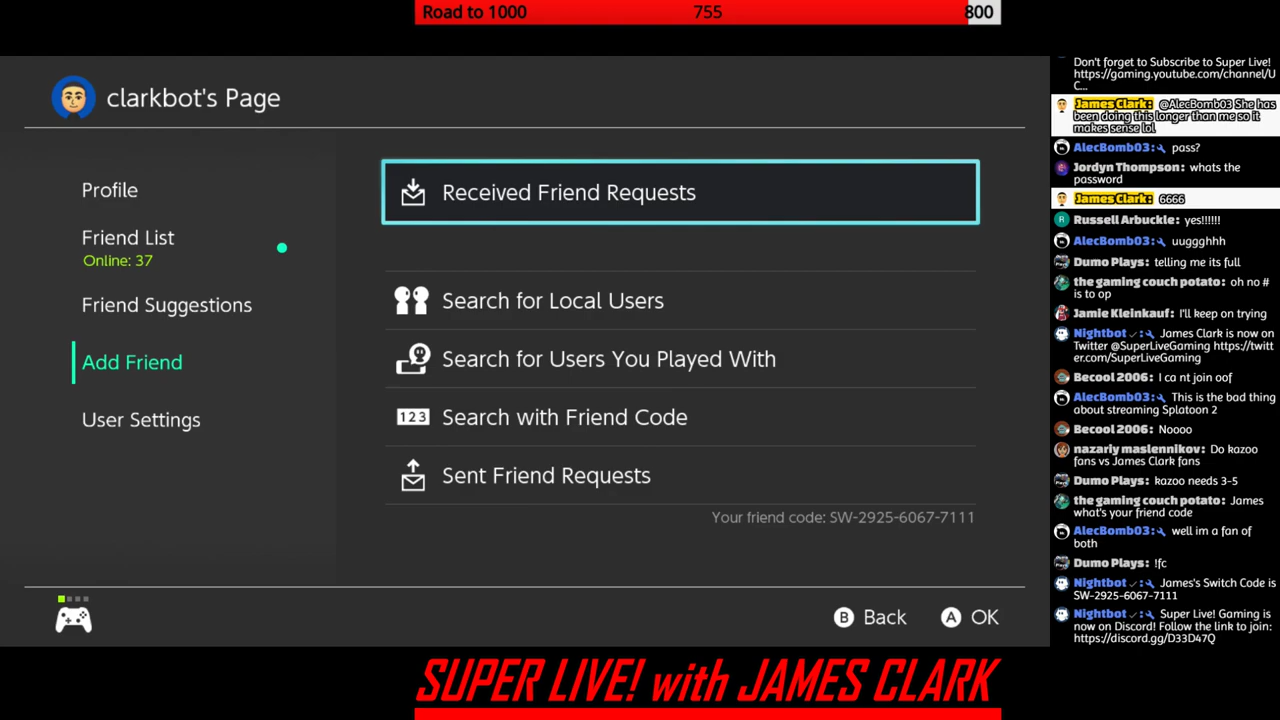 Road to 1000 755 800
clarkbot's Page
Profile
Friend List
Online: 37
Friend Suggestions
Add Friend
User Settings
Received Friend Requests
Search for Local Users
Search for Users You Played With
123 Search with Friend Code
Sent Friend Requests
Your friend code: SW-2925-6067-7111
B Back A OK
SUPER LIVE! with JAMES CLARK
Don't forget to Subscribe to Super Live!
https://gaming.youtube.com/channel/U
C...
James Clark: @AlecBomb03 She has
been doing this longer than me so it
makes sense lol
AlecBomb03: pass?
Jordyn Thompson: whats the
password
James Clark: 6666
R Russell Arbuckle: yes!!!!!!
AlecBomb03: uuggghhh
Dumo Plays: telling me its full
the gaming couch potato: oh no #
is to op
Jamie Kleinkauf: I'll keep on trying
Nightbot: James Clark is now on
Twitter @SuperLiveGaming https://twitt
er.com/SuperLiveGaming
Becool 2006: I ca nt join oof
AlecBomb03: This is the bad thing
about streaming Splatoon 2
Becool 2006: Noooo
nazariy maslennikov: Do kazoo
fans vs James Clark fans
Dumo Plays: kazoo needs 3-5
the gaming couch potato: James
what's your friend code
AlecBomb03: well im a fan of
both
Dumo Plays: !fc
Nightbot: James's Switch Code is
SW-2925-6067-7111
Nightbot: Super Live! Gaming is
now on Discord! Follow the link to join:
https://discord.gg/D33D47Q